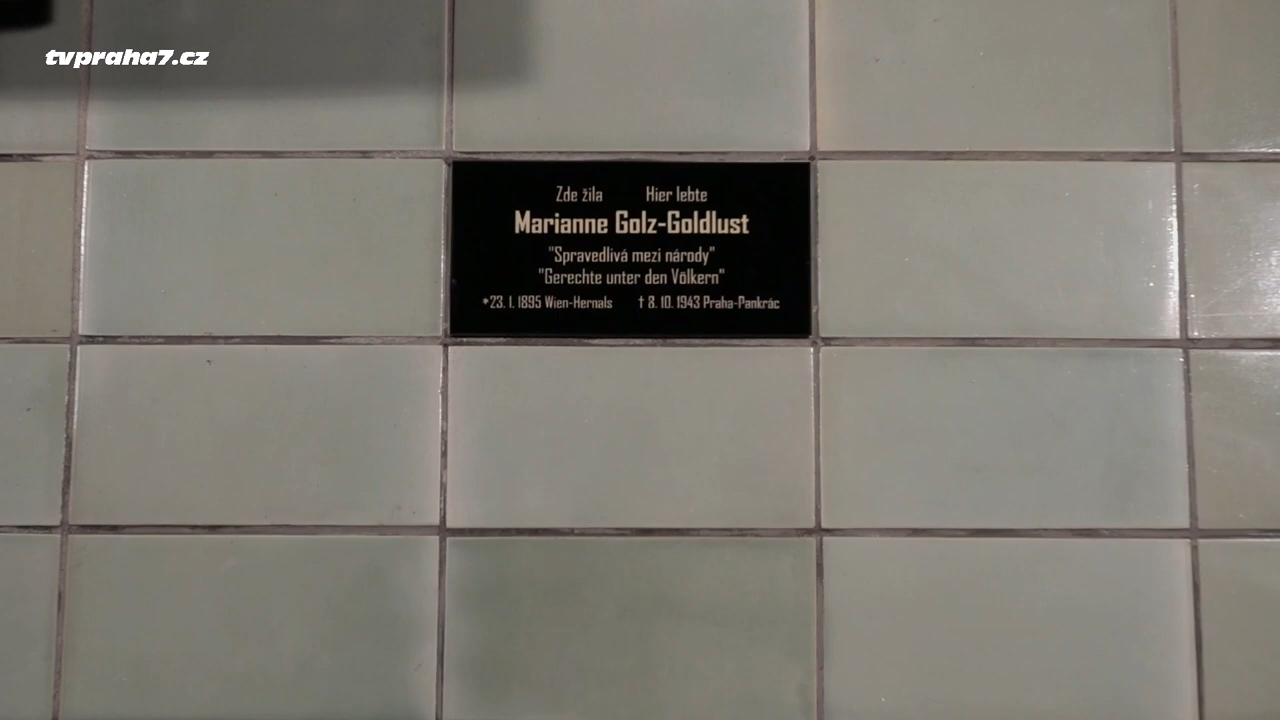 tvpraha7.cz
Zde žila Hier lebte
Marianne Golz-Goldlust
"Spravedlivá mezi národy"
"Gerechte unter den Völkern"
*23. 1. 1895 Wien-Hernals † 8. 10. 1943 Praha-Pankrác